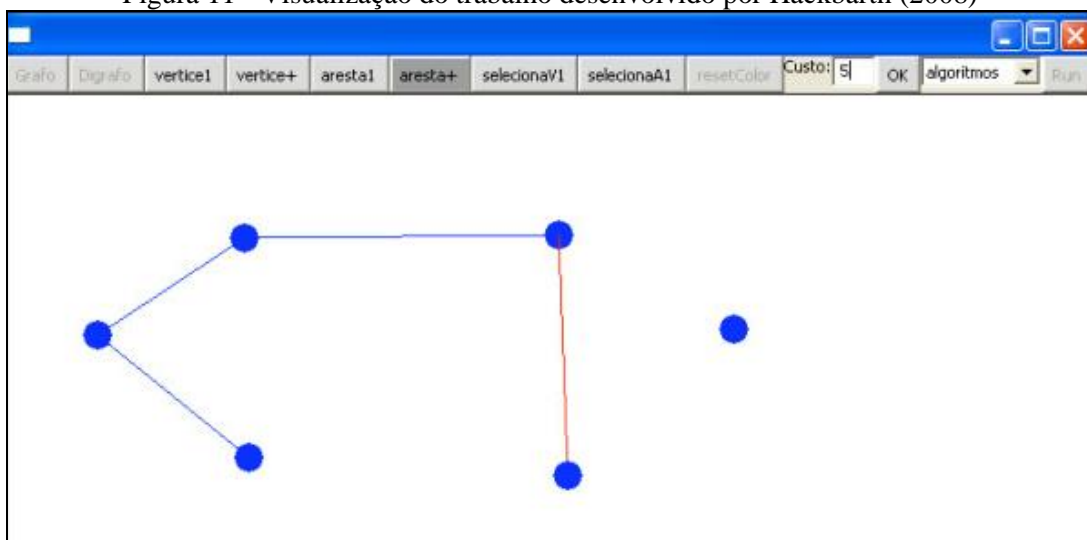 Figura 11 - Visualização do trabalho desenvolvido por Hackbarth (2008)
Grafo Digrafo vertice1 vertice+ aresta1 aresta+ selecionaV1 selecionaA1 resetColor Custo: 5 OK algoritmos Run